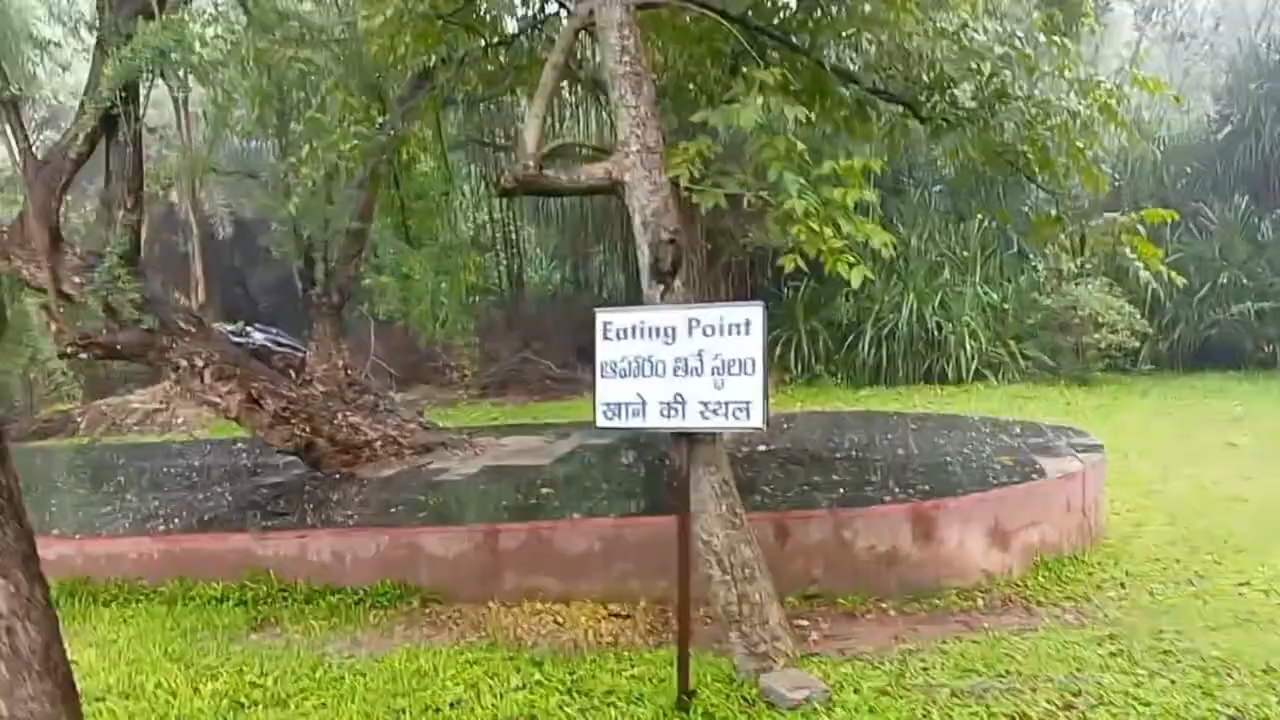 Eating Point
ఆహారం తినే స్థలం
खाने की स्थल